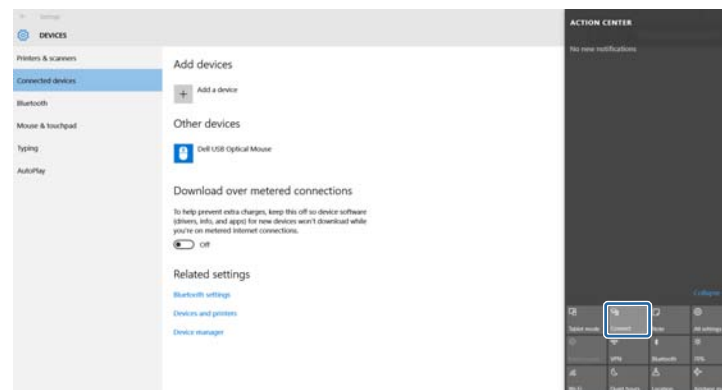 Settings
DEVICES
Printers & scanners
Connected devices
Bluetooth
Mouse & touchpad
Typing
AutoPlay
Add devices
Add a device
Other devices
Dell USB Optical Mouse
Download over metered connections
To help prevent extra charges, keep this off so device software
(drivers, info, and apps) for new devices won't download while
you're on metered Internet connections.
Off
Related settings
Bluetooth settings
Devices and printers
Device manager
ACTION CENTER
No new notifications
Collapse
Tablet mode Connect Note All settings
VPN Bluetooth 70%
Wi-Fi Quiet hours Location